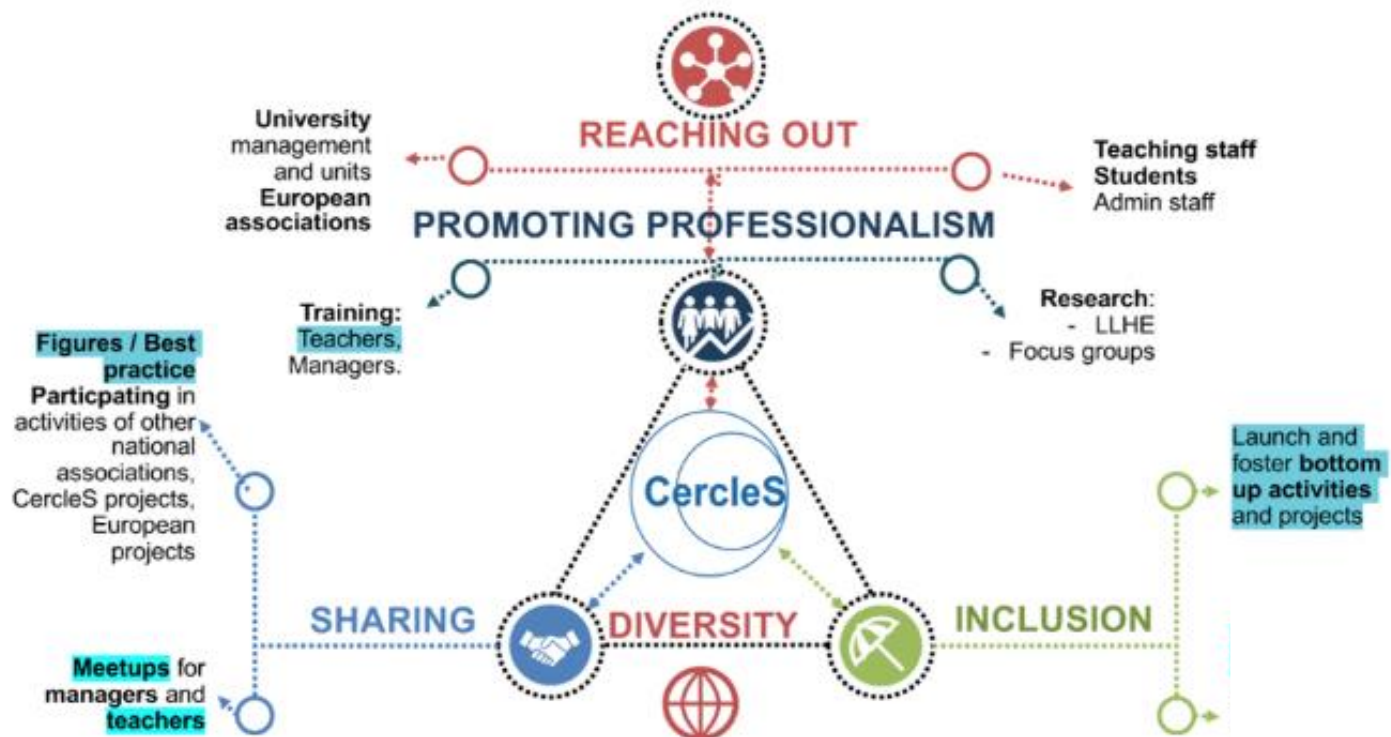 REACHING OUT
University
management
and units
European
associations
Teaching staff
Students
Admin staff
PROMOTING PROFESSIONALISM
Training:
Teachers,
Managers.
Research:
- LLHE
- Focus groups
Figures / Best
practice
Particpating in
activities of other
national
associations,
CercleS projects,
European
projects
CercleS
Launch and
foster bottom
up activities
and projects
SHARING
DIVERSITY
INCLUSION
Meetups for
managers and
teachers